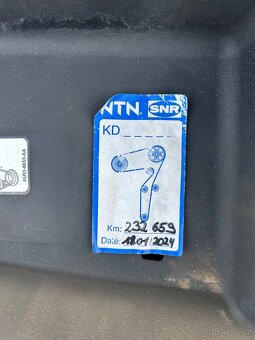 NTN. SNR
KD _ _ _ _ _ _ _
Km: 232 659
Date: 18.01/2024